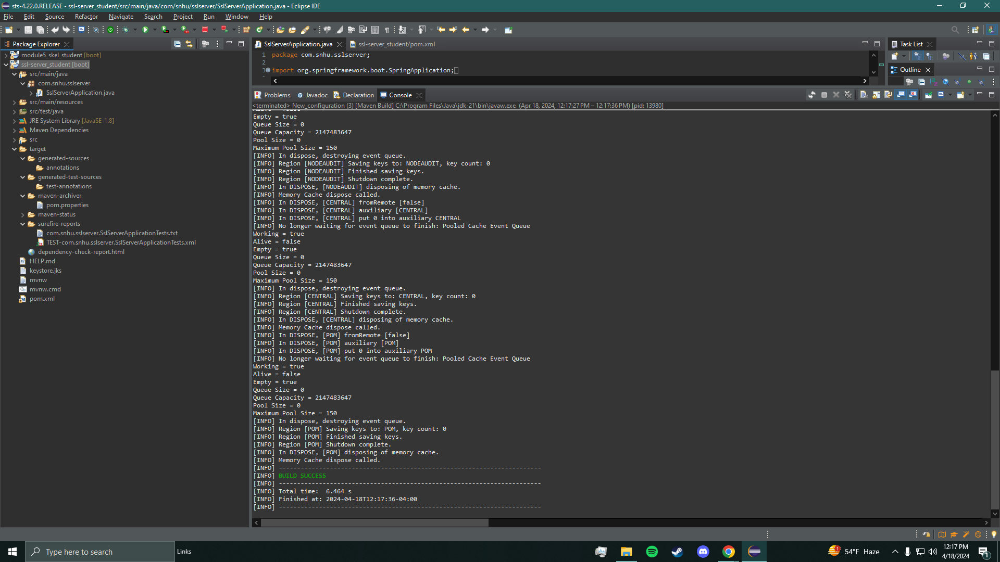 sts-4.22.0.RELEASE - ssl-server_student/src/main/java/com/snhu/sslserver/SslServerApplication.java - Eclipse IDE
File Edit Source Refactor Navigate Search Project Run Window Help
Package Explorer
module5_skel_student [boot]
ssl-server_student [boot]
src/main/java
com.snhu.sslserver
SslServerApplication.java
src/main/resources
src/test/java
JRE System Library [JavaSE-1.8]
Maven Dependencies
src
target
generated-sources
annotations
generated-test-sources
test-annotations
maven-archiver
pom.properties
maven-status
surefire-reports
com.snhu.sslserver.SslServerApplicationTests.txt
TEST-com.snhu.sslserver.SslServerApplicationTests.xml
dependency-check-report.html
HELP.md
keystore.jks
mvnw
mvnw.cmd
pom.xml
SslServerApplication.java
ssl-server_student/pom.xml
1 package com.snhu.sslserver;
2
3 import org.springframework.boot.SpringApplication;
Task List
Outline
Problems Javadoc Declaration Console
<terminated> New_configuration (3) [Maven Build] C:\Program Files\Java\jdk-21\bin\javaw.exe (Apr 18, 2024, 12:17:27 PM – 12:17:36 PM) [pid: 13980]
Empty = true
Queue Size = 0
Queue Capacity = 2147483647
Pool Size = 0
Maximum Pool Size = 150
[INFO] In dispose, destroying event queue.
[INFO] Region [NODEAUDIT] Saving keys to: NODEAUDIT, key count: 0
[INFO] Region [NODEAUDIT] Finished saving keys.
[INFO] Region [NODEAUDIT] Shutdown complete.
[INFO] In DISPOSE, [NODEAUDIT] disposing of memory cache.
[INFO] Memory Cache dispose called.
[INFO] In DISPOSE, [CENTRAL] fromRemote [false]
[INFO] In DISPOSE, [CENTRAL] auxiliary [CENTRAL]
[INFO] In DISPOSE, [CENTRAL] put 0 into auxiliary CENTRAL
[INFO] No longer waiting for event queue to finish: Pooled Cache Event Queue
Working = true
Alive = false
Empty = true
Queue Size = 0
Queue Capacity = 2147483647
Pool Size = 0
Maximum Pool Size = 150
[INFO] In dispose, destroying event queue.
[INFO] Region [CENTRAL] Saving keys to: CENTRAL, key count: 0
[INFO] Region [CENTRAL] Finished saving keys.
[INFO] Region [CENTRAL] Shutdown complete.
[INFO] In DISPOSE, [CENTRAL] disposing of memory cache.
[INFO] Memory Cache dispose called.
[INFO] In DISPOSE, [POM] fromRemote [false]
[INFO] In DISPOSE, [POM] auxiliary [POM]
[INFO] In DISPOSE, [POM] put 0 into auxiliary POM
[INFO] No longer waiting for event queue to finish: Pooled Cache Event Queue
Working = true
Alive = false
Empty = true
Queue Size = 0
Queue Capacity = 2147483647
Pool Size = 0
Maximum Pool Size = 150
[INFO] In dispose, destroying event queue.
[INFO] Region [POM] Saving keys to: POM, key count: 0
[INFO] Region [POM] Finished saving keys.
[INFO] Region [POM] Shutdown complete.
[INFO] In DISPOSE, [POM] disposing of memory cache.
[INFO] Memory Cache dispose called.
[INFO] ------------------------------------------------------------------------
[INFO] BUILD SUCCESS
[INFO] ------------------------------------------------------------------------
[INFO] Total time:  6.464 s
[INFO] Finished at: 2024-04-18T12:17:36-04:00
[INFO] ------------------------------------------------------------------------
Type here to search
Links
1
54°F Haze
12:17 PM
4/18/2024
1